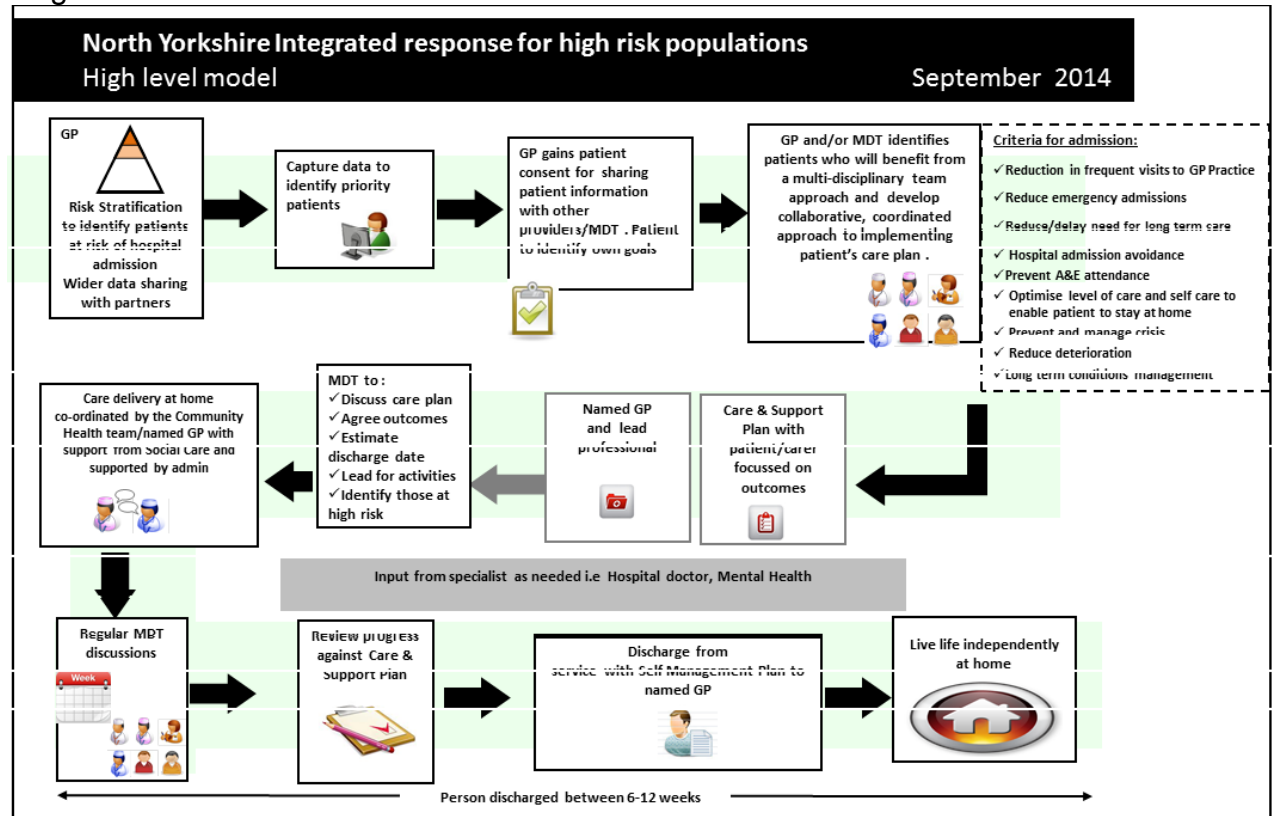 North Yorkshire Integrated response for high risk populations
High level model
September 2014
GP
Risk Stratification
to identify patients
at risk of hospital
admission
Wider data sharing
with partners
Capture data to
identify priority
patients
GP gains patient
consent for sharing
patient information
with other
providers/MDT . Patient
to identify own goals
GP and/or MDT identifies
patients who will benefit from
a multi-disciplinary team
approach and develop
collaborative, coordinated
approach to implementing
patient's care plan .
Criteria for admission:
✓Reduction in frequent visits to GP Practice
✓Reduce emergency admissions
✓Reduce/delay need for long term care
✓ Hospital admission avoidance
✓Prevent A&E attendance
✓ Optimise level of care and self care to
enable patient to stay at home
✓ Prevent and manage crisis
✓ Reduce deterioration
✓Long term conditions management
Care delivery at home
co-ordinated by the Community
Health team/named GP with
support from Social Care and
supported by admin
MDT to :
✓Discuss care plan
✓Agree outcomes
✓Estimate
discharge date
✓Lead for activities
✓Identify those at
high risk
Named GP
and lead
professional
Care & Support
Plan with
patient/carer
focussed on
outcomes
Input from specialist as needed i.e Hospital doctor, Mental Health
Regular MDT
discussions
Week
Review progress
against Care &
Support Plan
Discharge from
service with Self Management Plan to
named GP
Live life independently
at home
Person discharged between 6-12 weeks